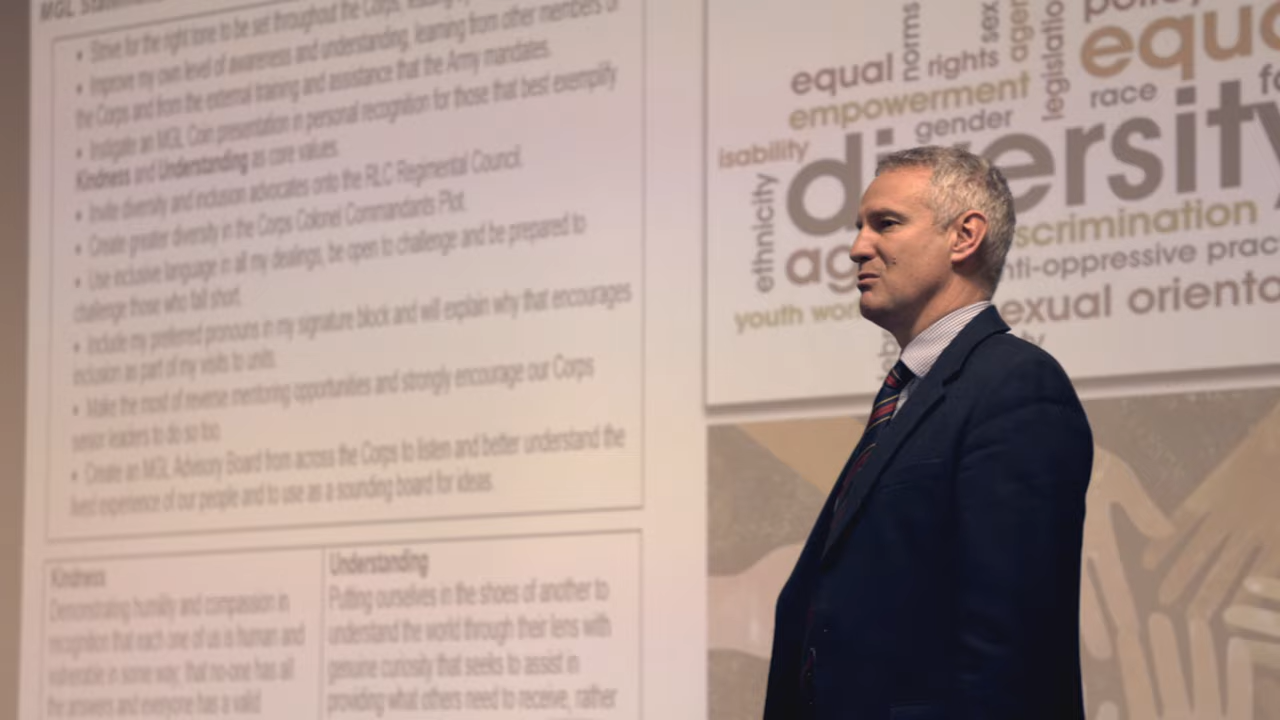 MGL
• Strive for the right tone to be set throughout the Corps,
• Improve my own level of awareness and understanding, learning from other members of
the Corps and from the external training and assistance that the Army mandates.
• Instigate an MGL Coin presentation in personal recognition for those that best exemplify
Kindness and Understanding as core values.
• Invite diversity and inclusion advocates onto the RLC Regimental Council.
• Create greater diversity in the Corps Colonel Commandants Plot.
• Use inclusive language in all my dealings, be open to challenge and be prepared to
challenge those who fall short.
• Include my preferred pronouns in my signature block and will explain why that encourages
inclusion as part of my visits to units.
• Make the most of reverse mentoring opportunities and strongly encourage our Corps
senior leaders to do so too.
• Create an MGL Advisory Board from across the Corps to listen and better understand the
lived experience of our people and to use as a sounding board for ideas.
Kindness
Demonstrating humility and compassion in
recognition that each one of us is human and
vulnerable in some way; that no-one has all
the answers and everyone has a valid
Understanding
Putting ourselves in the shoes of another to
understand the world through their lens with
genuine curiosity that seeks to assist in
providing what others need to receive, rather
policy
norms
sex
equal
rights
equa
empowerment
legislatio
race
gender
isability
diversity
ethnicity
scrimination
ag
nti-oppressive prac
youth wor
exual orienta